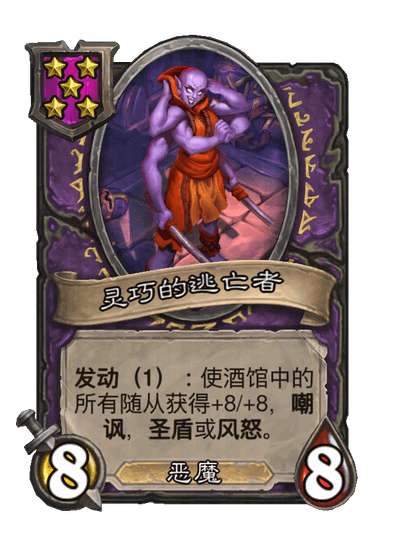 灵巧的逃亡者
发动（1）：使酒馆中的
所有随从获得+8/+8，嘲
讽，圣盾或风怒。
8
恶魔
8